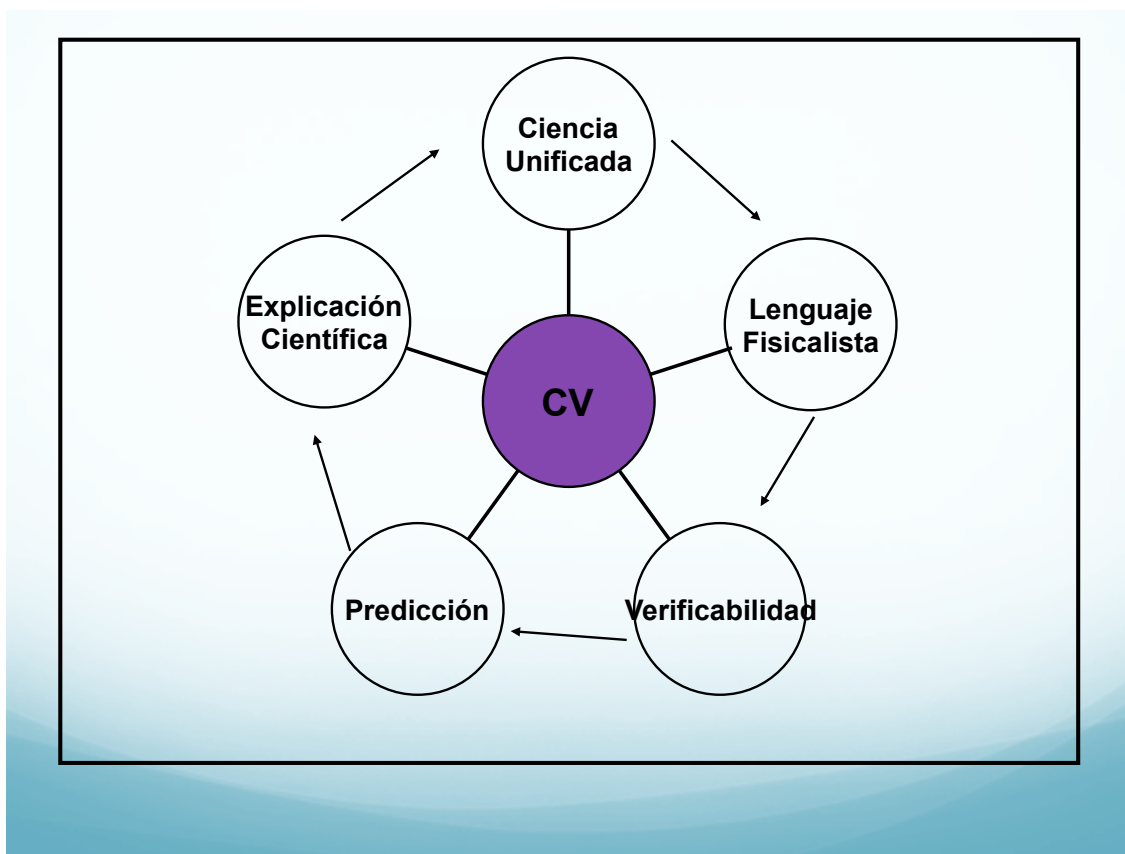 Ciencia
Unificada
Explicación
Científica
Lenguaje
Fisicalista
CV
Predicción
Verificabilidad